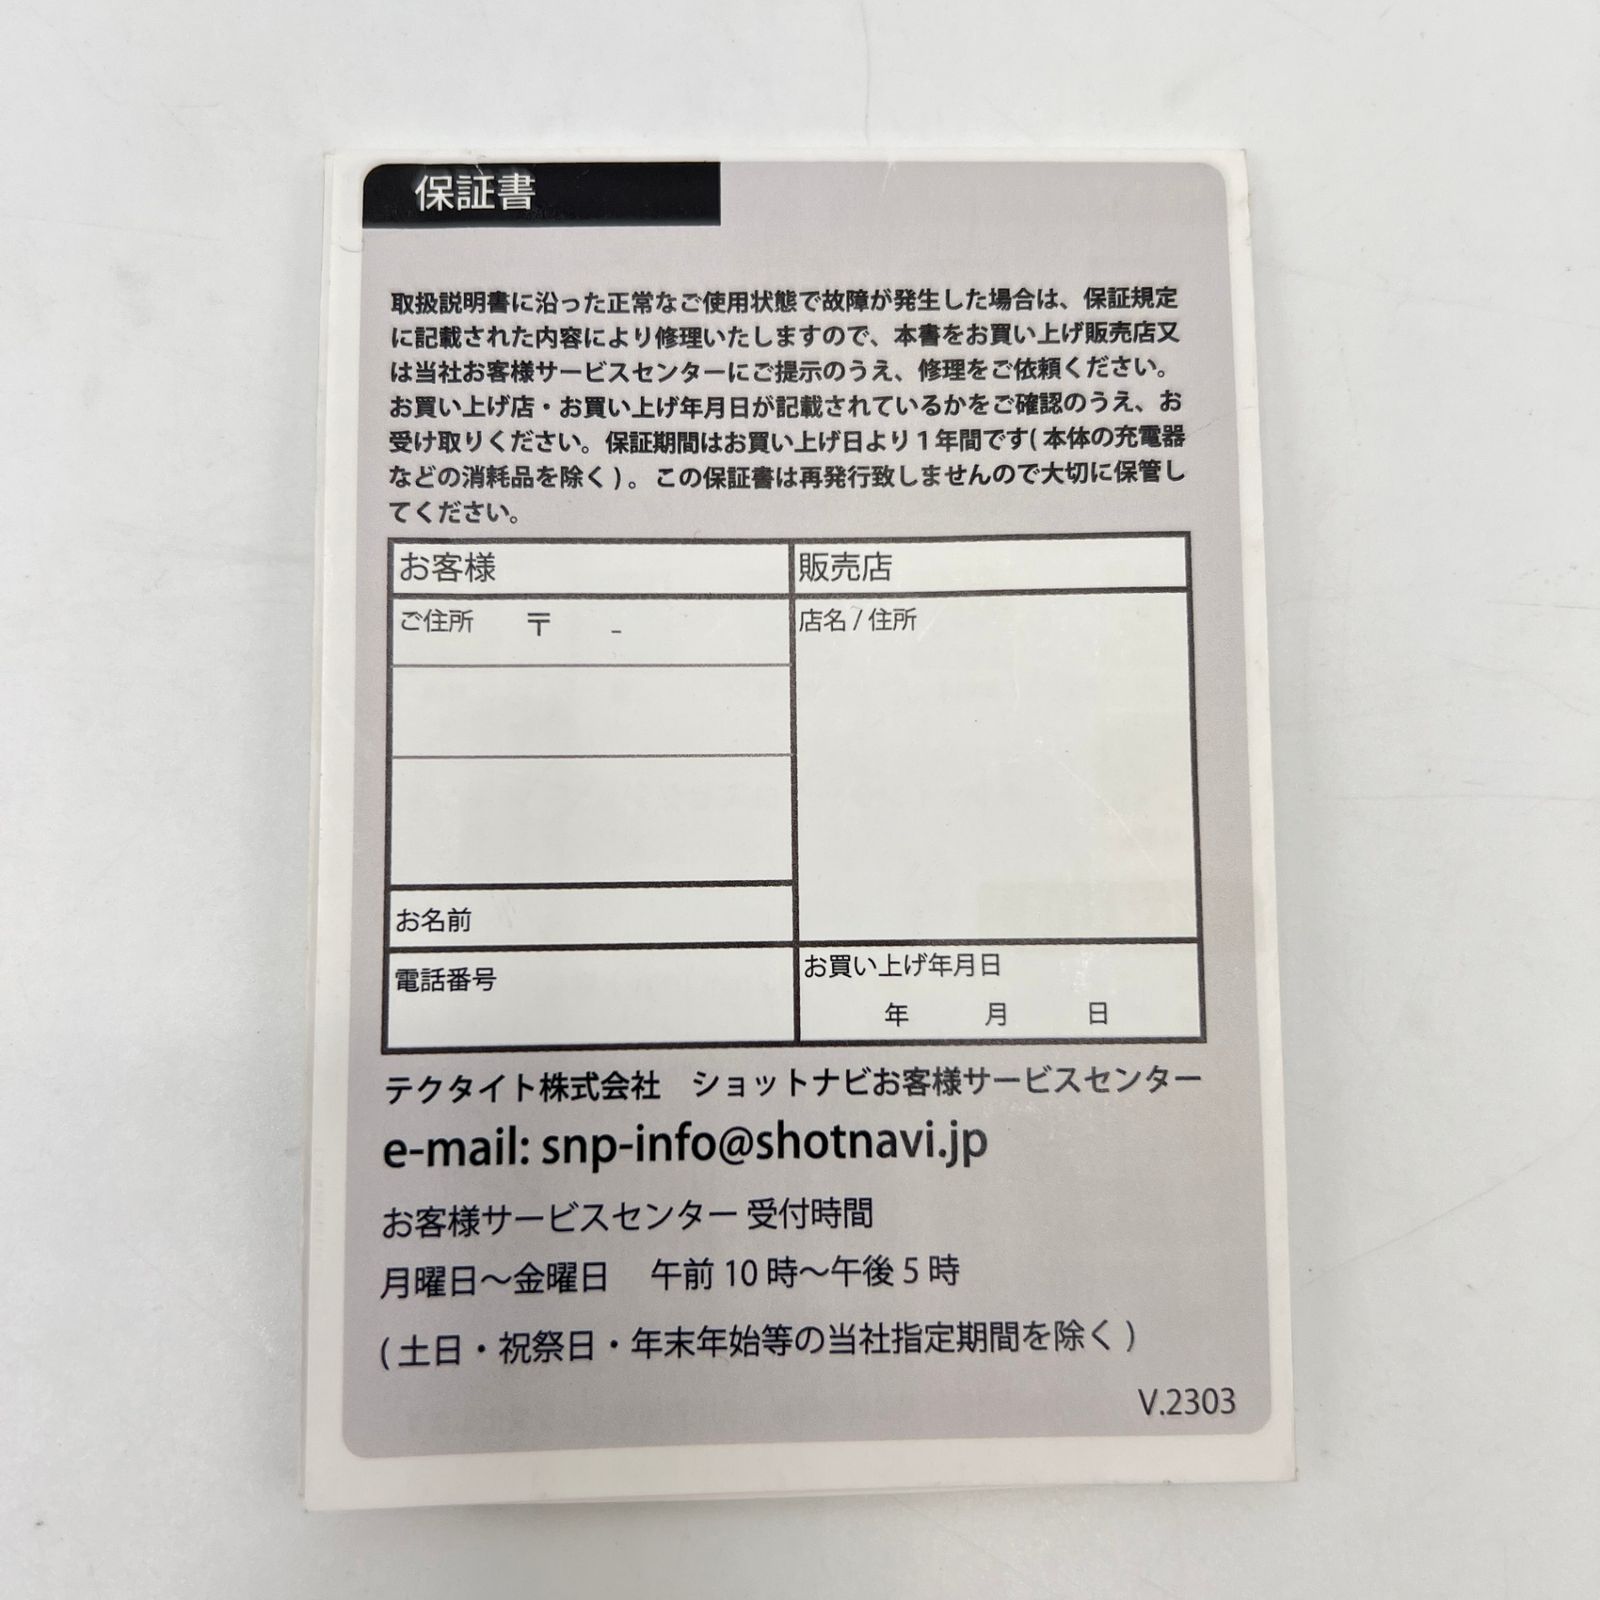 保証書
取扱説明書に沿った正常なご使用状態で故障が発生した場合は、保証規定
に記載された内容により修理いたしますので、本書をお買い上げ販売店又
は当社お客様サービスセンターにご提示のうえ、修理をご依頼ください。
お買い上げ店・お買い上げ年月日が記載されているかをご確認のうえ、お
受け取りください。保証期間はお買い上げ日より1年間です(本体の充電器
などの消耗品を除く)。この保証書は再発行致しませんので大切に保管し
てください。
お客様
ご住所 〒 -
お名前
電話番号
販売店
店名/住所
お買い上げ年月日
年 月 日
テクタイト株式会社 ショットナビお客様サービスセンター
e-mail: snp-info@shotnavi.jp
お客様サービスセンター 受付時間
月曜日～金曜日 午前10時～午後5時
(土日・祝祭日・年末年始等の当社指定期間を除く)
V.2303